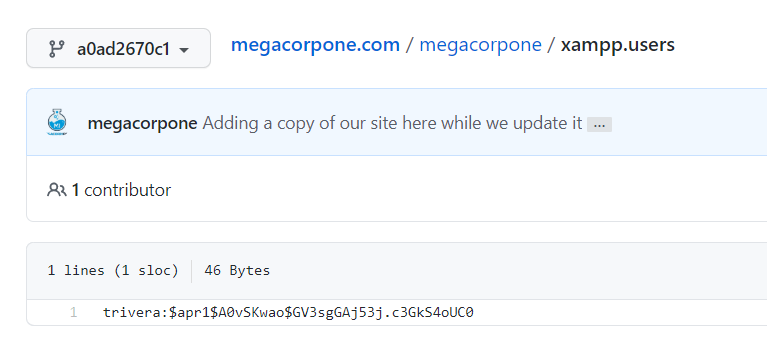 a0ad2670c1 megacorpone.com / megacorpone / xampp.users
megacorpone Adding a copy of our site here while we update it ...
1 contributor
1 lines (1 sloc) 46 Bytes
1 trivera:$apr1$A0vSKwao$GV3sgGAj53j.c3GkS4oUC0